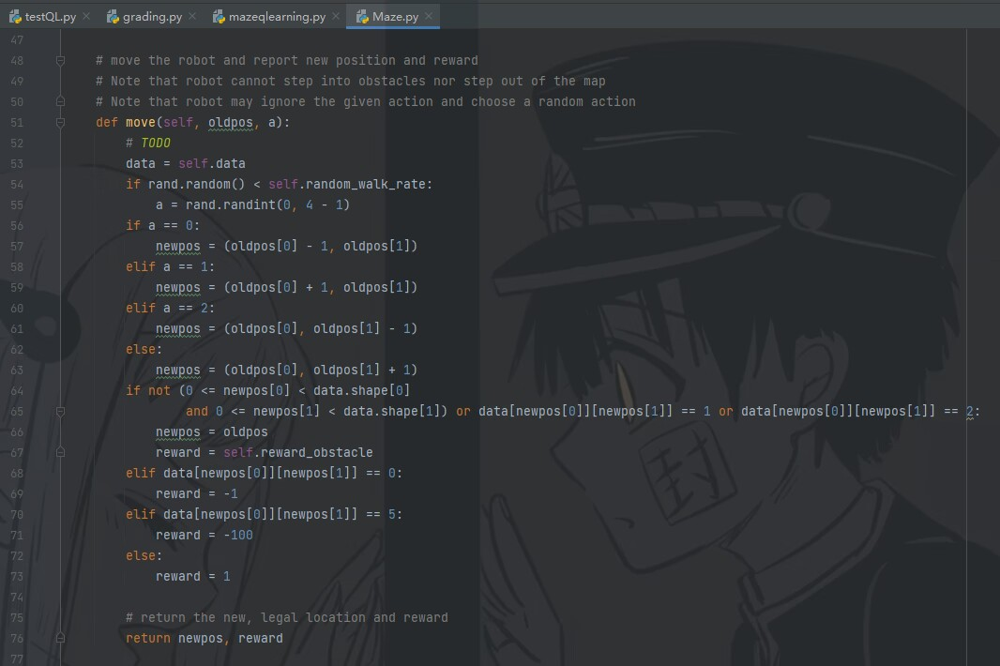 testQL.py grading.py mazeqlearning.py Maze.py
47
48 # move the robot and report new position and reward
49 # Note that robot cannot step into obstacles nor step out of the map
50 # Note that robot may ignore the given action and choose a random action
51 def move(self, oldpos, a):
52 # TODO
53 data = self.data
54 if rand.random() < self.random_walk_rate:
55 a = rand.randint(0, 4 - 1)
56 if a == 0:
57 newpos = (oldpos[0] - 1, oldpos[1])
58 elif a == 1:
59 newpos = (oldpos[0] + 1, oldpos[1])
60 elif a == 2:
61 newpos = (oldpos[0], oldpos[1] - 1)
62 else:
63 newpos = (oldpos[0], oldpos[1] + 1)
64 if not (0 <= newpos[0] < data.shape[0]
65 and 0 <= newpos[1] < data.shape[1]) or data[newpos[0]][newpos[1]] == 1 or data[newpos[0]][newpos[1]] == 2:
66 newpos = oldpos
67 reward = self.reward_obstacle
68 elif data[newpos[0]][newpos[1]] == 0:
69 reward = -1
70 elif data[newpos[0]][newpos[1]] == 5:
71 reward = -100
72 else:
73 reward = 1
74
75 # return the new, legal location and reward
76 return newpos, reward
77
封